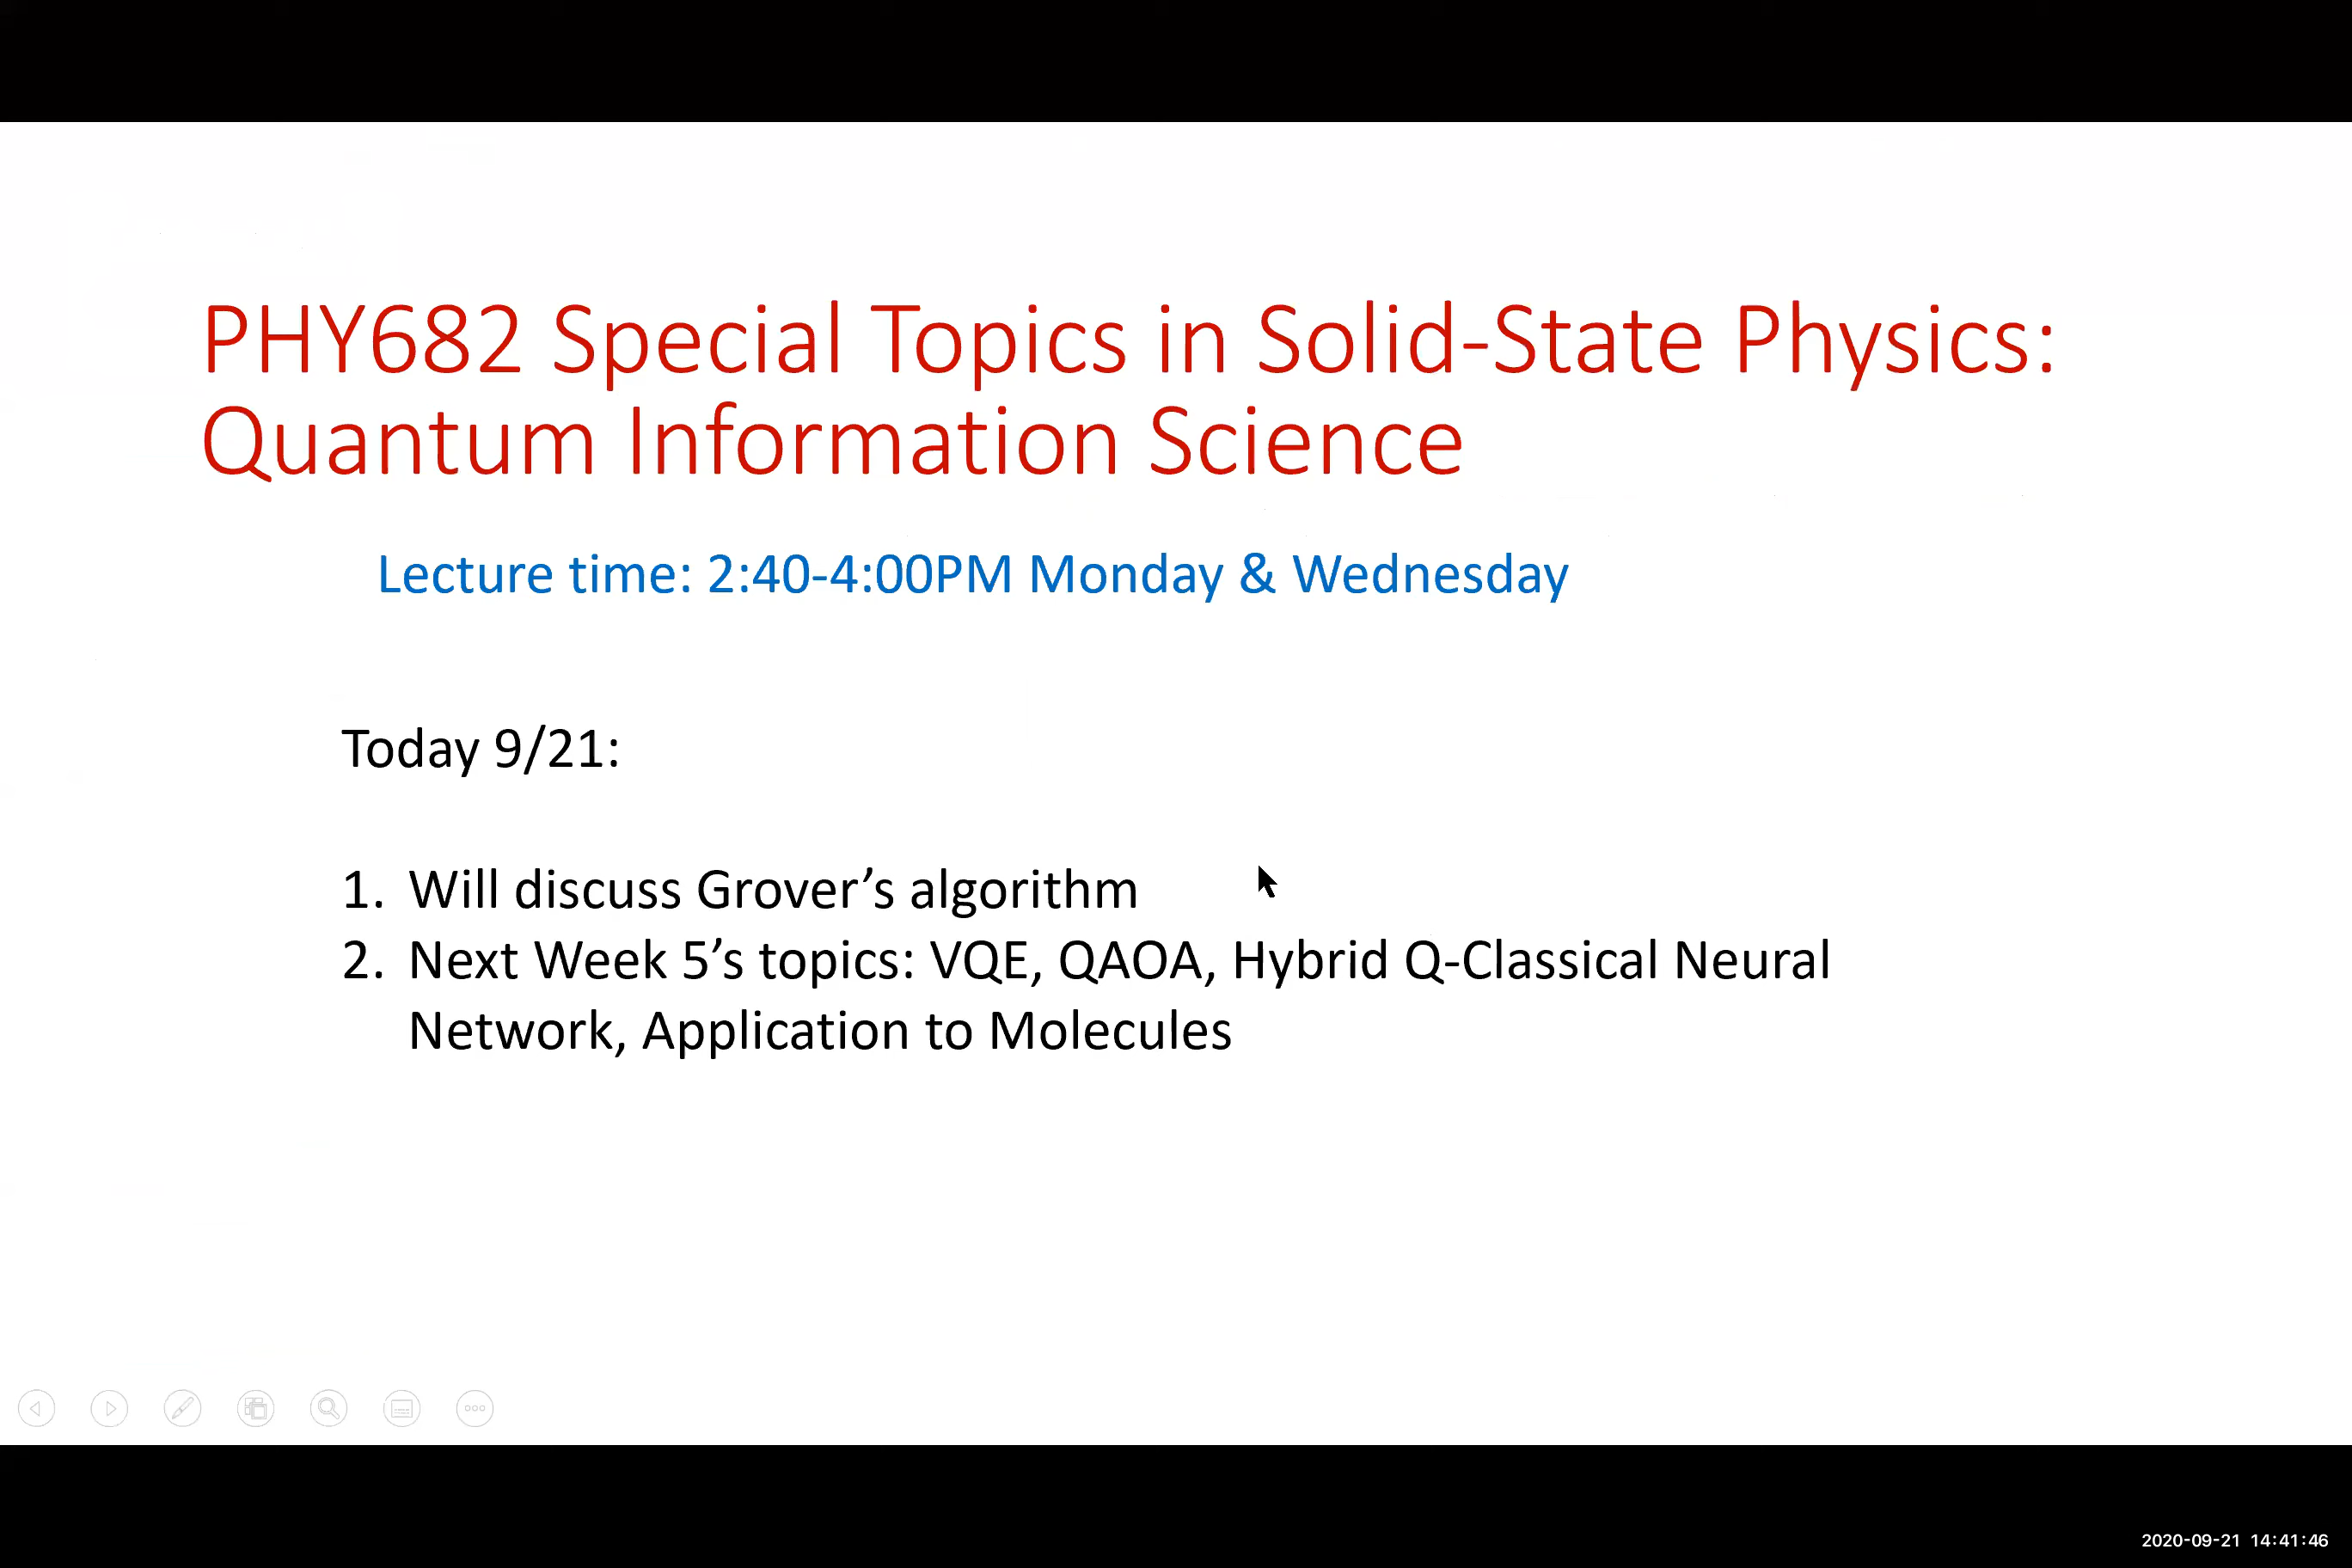 PHY682 Special Topics in Solid-State Physics:
Quantum Information Science
Lecture time: 2:40-4:00PM Monday & Wednesday
Today 9/21:
1. Will discuss Grover’s algorithm
2. Next Week 5’s topics: VQE, QAOA, Hybrid Q-Classical Neural
Network, Application to Molecules
2020-09-21 14:41:46